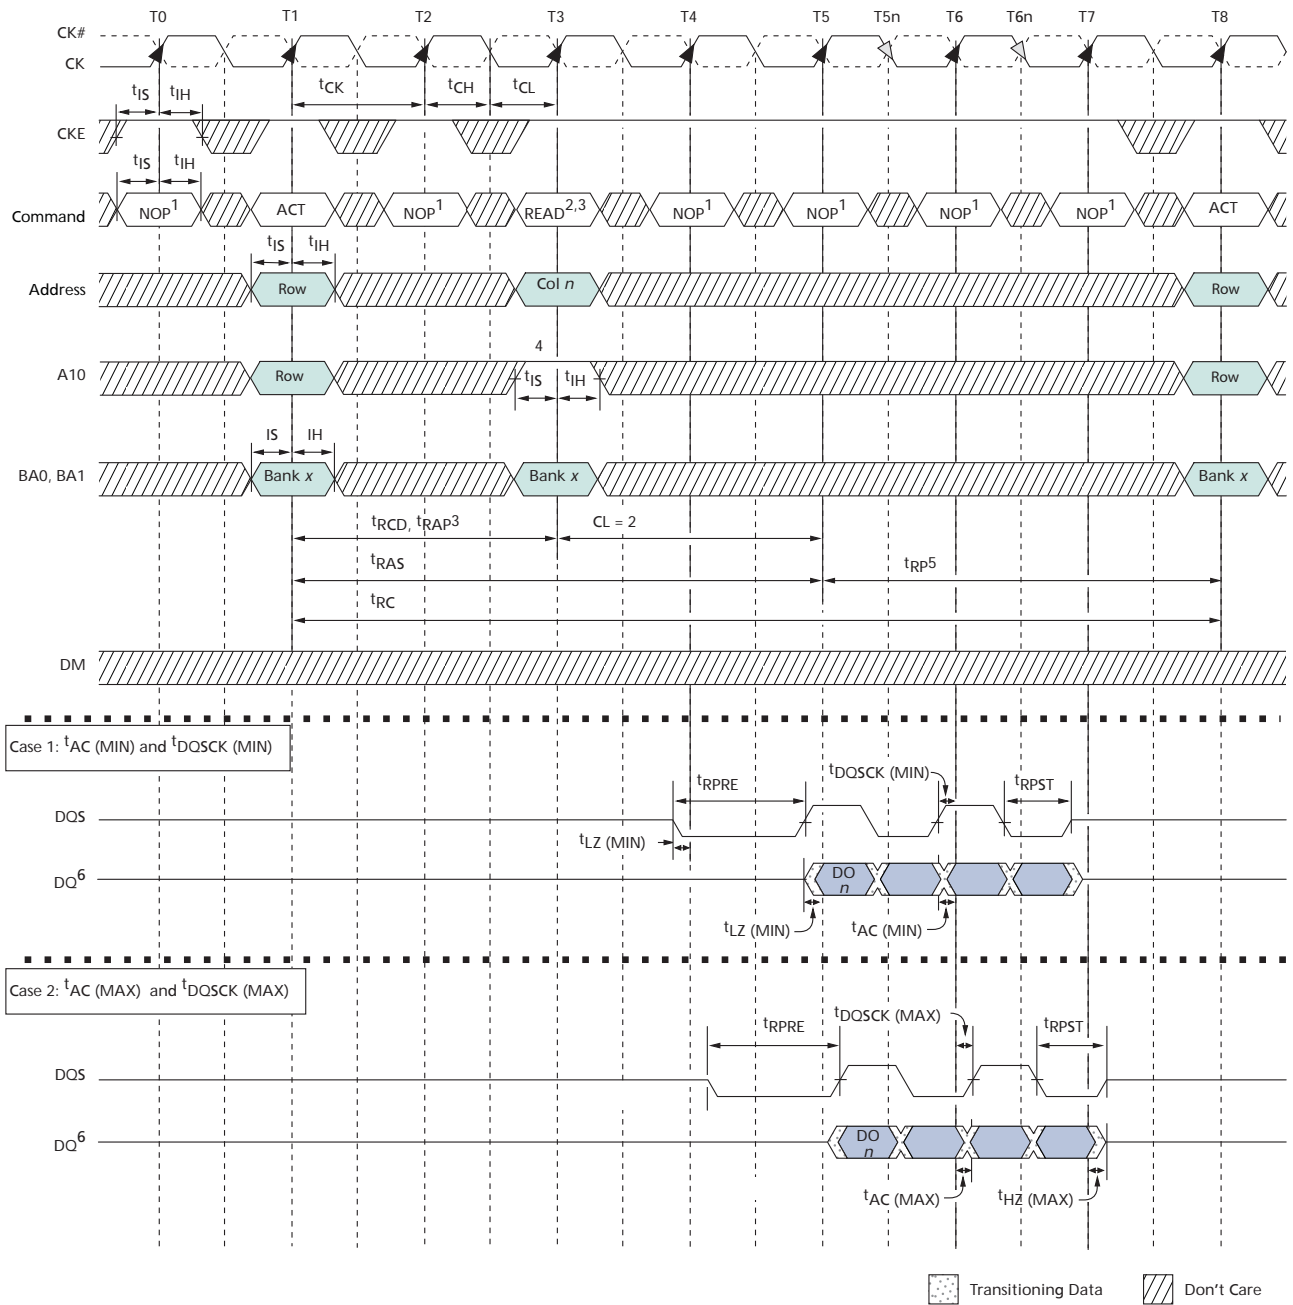 T0 T1 T2 T3 T4 T5 T5n T6 T6n T7 T8
CK#
CK
tIS tIH tCK tCH tCL
CKE
tIS tIH
Command NOP1 ACT NOP1 READ2,3 NOP1 NOP1 NOP1 NOP1 ACT
tIS tIH
Address Row Col n Row
4
A10 Row tIS tIH Row
IS IH
BA0, BA1 Bank x Bank x Bank x
tRCD, tRAP3 CL = 2
tRAS tRP5
tRC
DM
Case 1: tAC (MIN) and tDQSCK (MIN)
tRPRE tDQSCK (MIN) tRPST
DQS
tLZ (MIN)
DQ6 DO n
tLZ (MIN) tAC (MIN)
Case 2: tAC (MAX) and tDQSCK (MAX)
tRPRE tDQSCK (MAX) tRPST
DQS
DQ6 DO n
tAC (MAX) tHZ (MAX)
Transitioning Data Don't Care